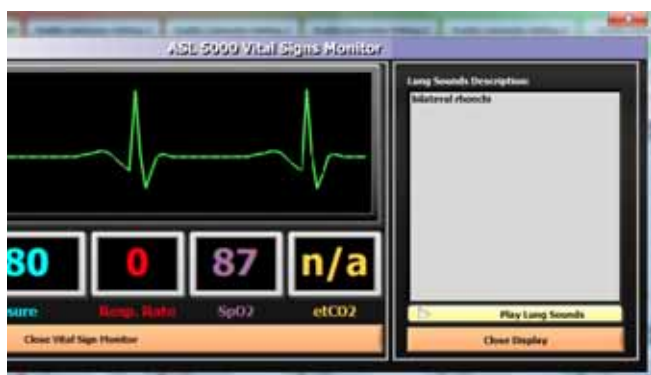 ASL 5000 Vital Signs Monitor
Lung Sounds Description:
bilateral rhonchi
80
0
87
n/a
sure
Resp. Rate
SpO2
etCO2
Close Vital Sign Monitor
Play Lung Sounds
Close Display